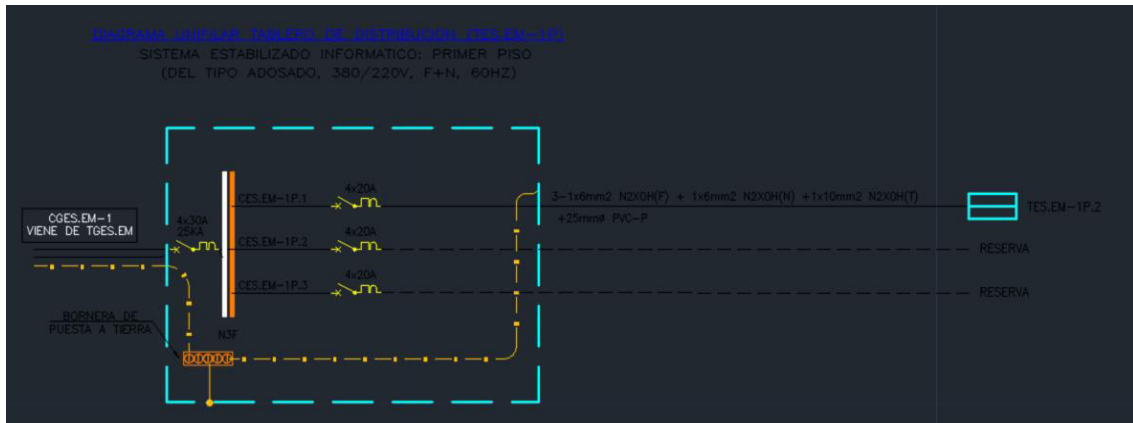 DIAGRAMA UNIFILAR TABLERO DE DISTRIBUCION (TES.EM-1P)
SISTEMA ESTABILIZADO INFORMATICO: PRIMER PISO
(DEL TIPO ADOSADO, 380/220V, F+N, 60HZ)
CGES.EM-1
VIENE DE TGES.EM
4x30A
25KA
CES.EM-1P.1
4x20A
3-1x6mm2 N2XOH(F) + 1x6mm2 N2XOH(N) +1x10mm2 N2XOH(T)
+25mmø PVC-P
TES.EM-1P.2
CES.EM-1P.2
4x20A
RESERVA
CES.EM-1P.3
4x20A
RESERVA
BORNERA DE
PUESTA A TIERRA
N3F